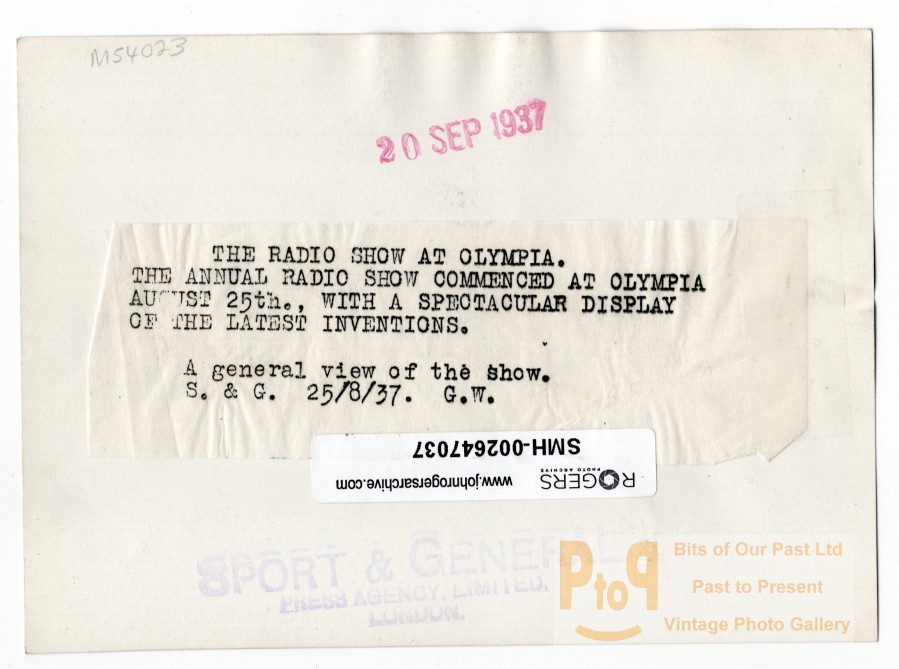 M54023
20 SEP 1937
THE RADIO SHOW AT OLYMPIA.
THE ANNUAL RADIO SHOW COMMENCED AT OLYMPIA
AUGUST 25th., WITH A SPECTACULAR DISPLAY
OF THE LATEST INVENTIONS.
A general view of the show.
S. & G. 25/8/37. G.W.
SMH-002647037
ROGERS
PHOTO ARCHIVE
www.johnrogersarchive.com
SPORT & GENERAL
PRESS AGENCY, LIMITED,
LONDON.
PtoP
Bits of Our Past Ltd
Past to Present
Vintage Photo Gallery